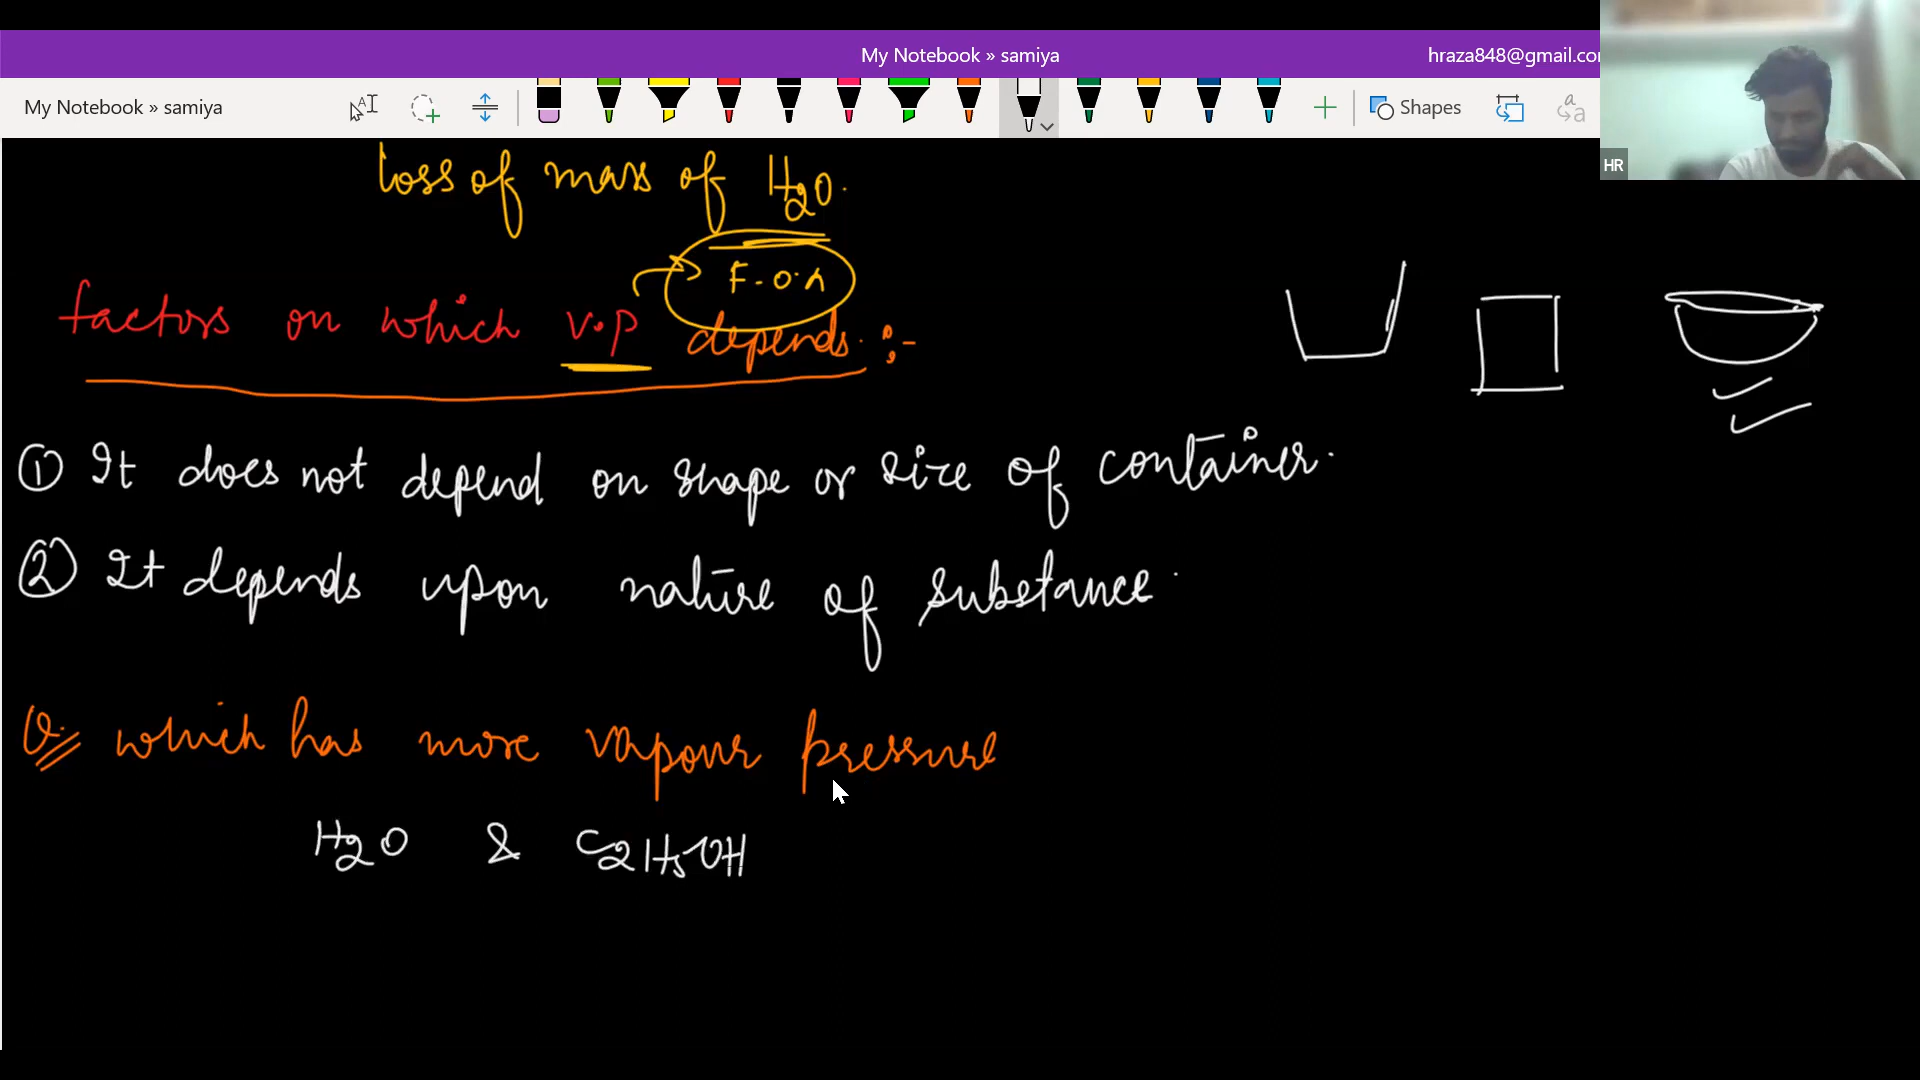 My Notebook » samiya
hraza848@gmail.co
My Notebook » samiya
Shapes
HR
loss of mass of H2O.
F.O.A
factors on which V.P depends :-
① It does not depend on shape or size of container.
② It depends upon nature of substance.
Q. which has more vapour pressure
H2O & C2H5OH